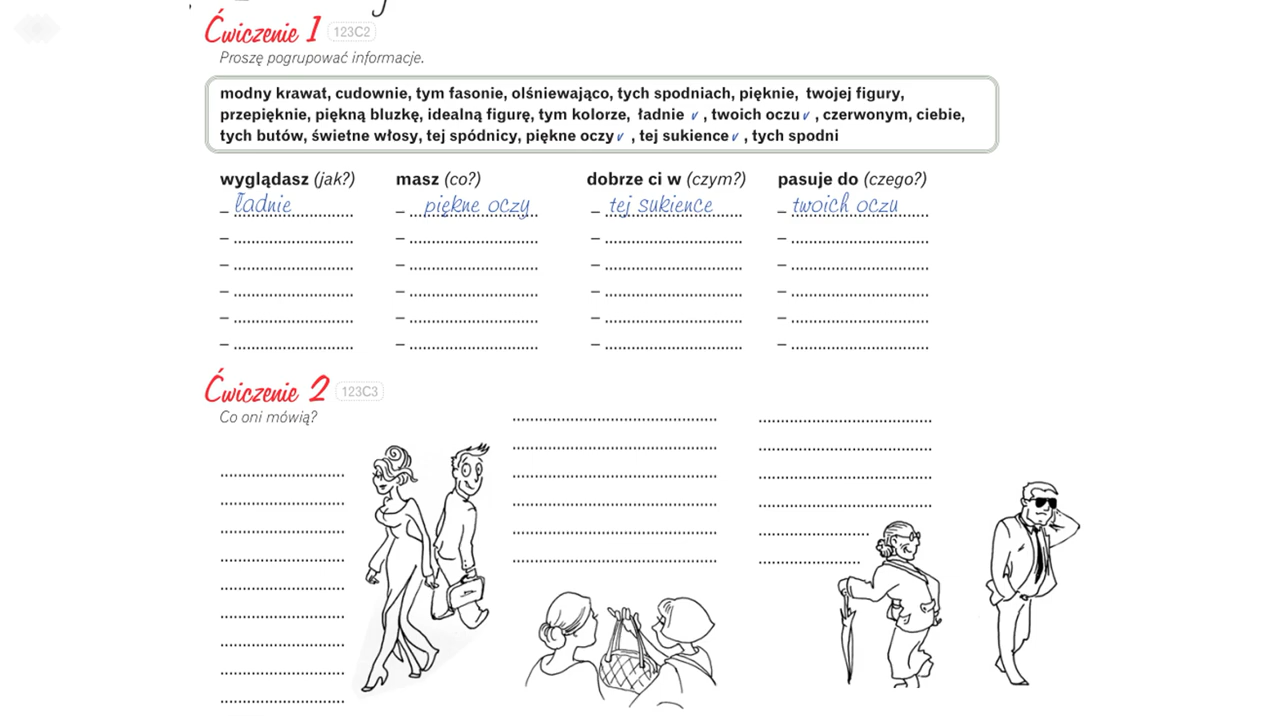 Ćwiczenie 1 123C2
Proszę pogrupować informacje.
modny krawat, cudownie, tym fasonie, olśniewająco, tych spodniach, pięknie, twojej figury,
przepięknie, piękną bluzkę, idealną figurę, tym kolorze, ładnie ✓, twoich oczu ✓, czerwonym, ciebie,
tych butów, świetne włosy, tej spódnicy, piękne oczy ✓, tej sukience ✓, tych spodni
wyglądasz (jak?) masz (co?) dobrze ci w (czym?) pasuje do (czego?)
– ładnie – piękne oczy – tej sukience – twoich oczu
Ćwiczenie 2 123C3
Co oni mówią?